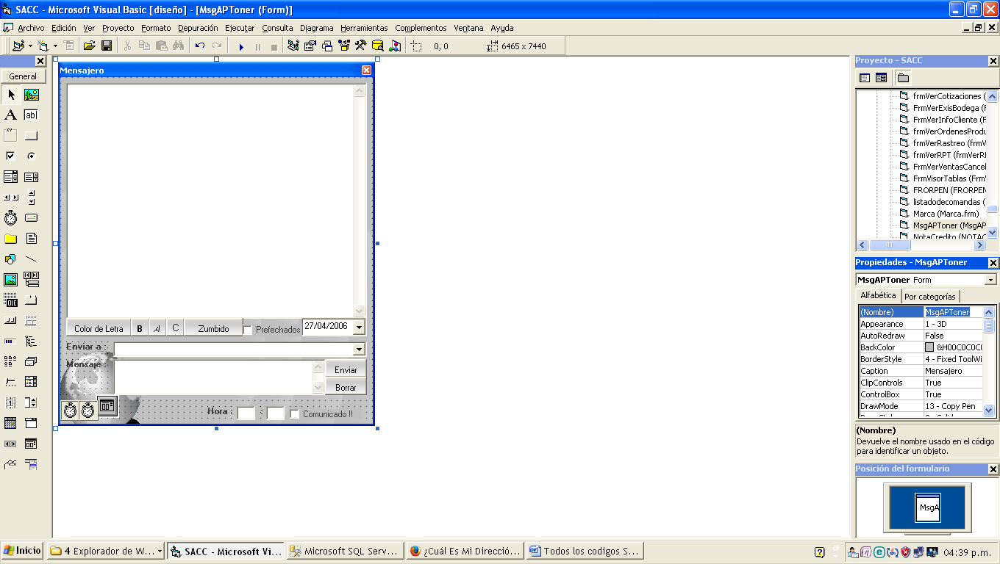 SACC - Microsoft Visual Basic [diseño] - [MsgAPToner (Form)]
Archivo Edición Ver Proyecto Formato Depuración Ejecutar Consulta Diagrama Herramientas Complementos Ventana Ayuda
0, 0 6465 x 7440
General
A ab|
xy
OLE
Mensajero
Color de Letra B A C Zumbido Prefechados 27/04/2006
Enviar a :
Mensaje :
Enviar
Borrar
Hora : : Comunicado !!
Proyecto - SACC
frmVerCotizaciones (
FrmVerExisBodega (F
FrmVerInfoCliente (F
frmVerOrdenesProdu
frmVerRastreo (frmV
frmVerRPT (frmVerRI
FrmVerVentasCancel
FrmVisorTablas (Frm'
FRORPEN (FRORPEN
listadodecomandas (
Marca (Marca.frm)
MsgAPToner (MsgAP
NotaCredito (NOTAC
Propiedades - MsgAPToner
MsgAPToner Form
Alfabética Por categorías
(Nombre) MsgAPToner
Appearance 1 - 3D
AutoRedraw False
BackColor &H00C0C0C0
BorderStyle 4 - Fixed ToolWi
Caption Mensajero
ClipControls True
ControlBox True
DrawMode 13 - Copy Pen
(Nombre)
Devuelve el nombre usado en el código
para identificar un objeto.
Posición del formulario
MsgA
Inicio 4 Explorador de W... SACC - Microsoft Vi... Microsoft SQL Serv... ¿Cuál Es Mi Direcció... Todos los codigos S... 04:39 p.m.